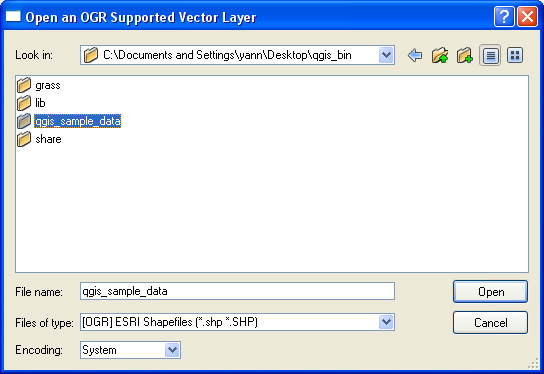 Open an OGR Supported Vector Layer
Look in: C:\Documents and Settings\yann\Desktop\qgis_bin
grass
lib
qgis_sample_data
share
File name: qgis_sample_data Open
Files of type: [OGR] ESRI Shapefiles (*.shp *.SHP) Cancel
Encoding: System